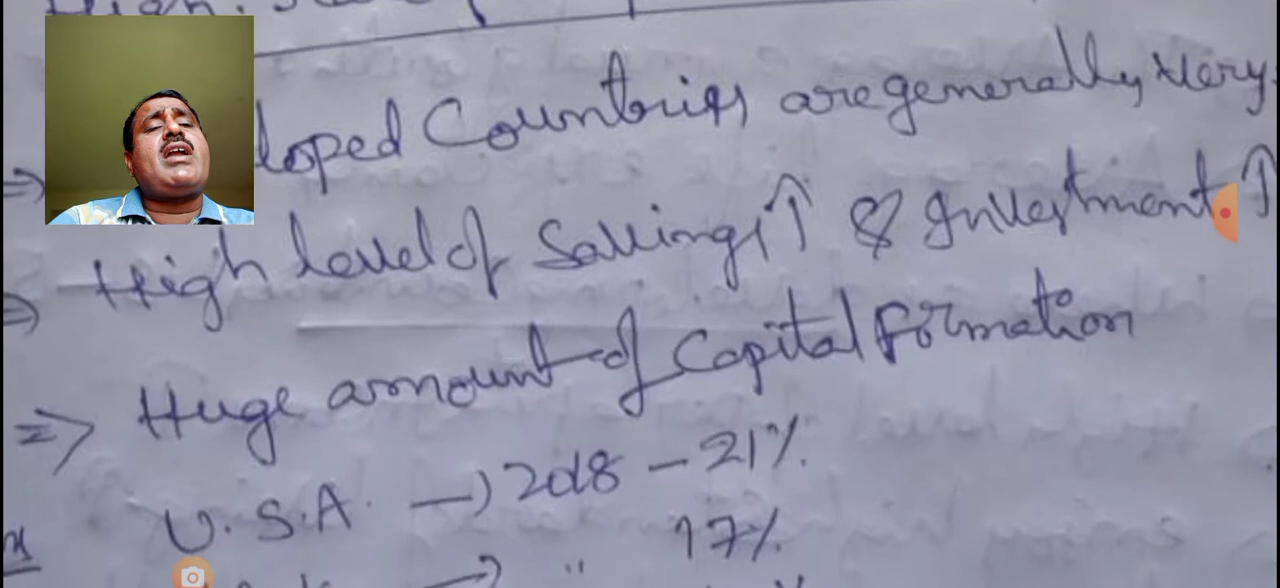 loped Countries are generally very
⇒ High level of Savings ↑ & Investment ↑
⇒ Huge amount of Capital Formation
U.S.A. → 2018 - 21%
→ " 17%